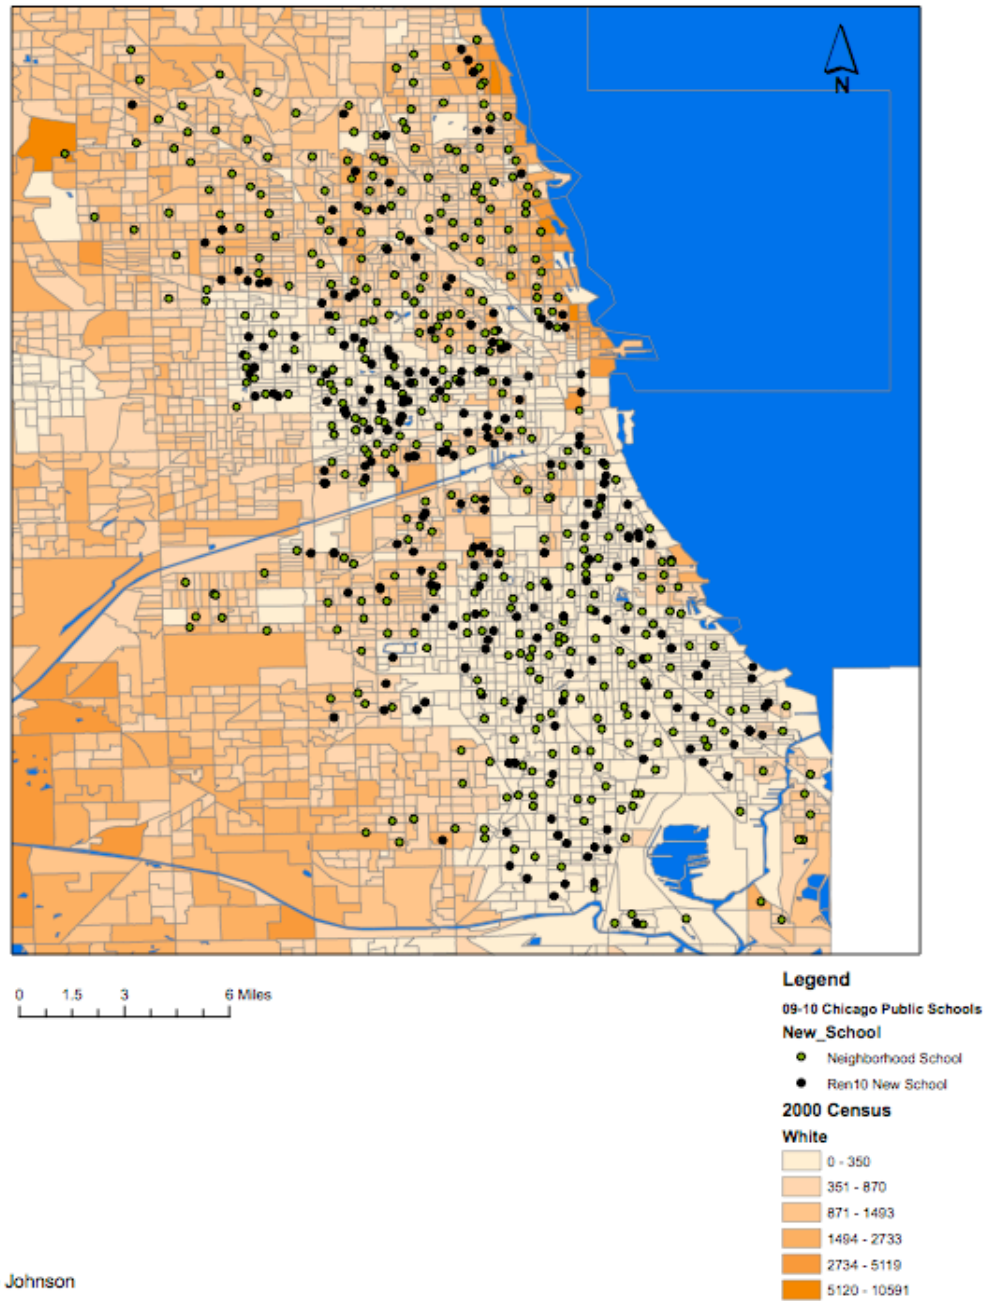 N
0 1.5 3 6 Miles
Legend
09-10 Chicago Public Schools
New_School
Neighborhood School
Ren10 New School
2000 Census
White
0 - 350
351 - 870
871 - 1493
1494 - 2733
2734 - 5119
5120 - 10591
Johnson